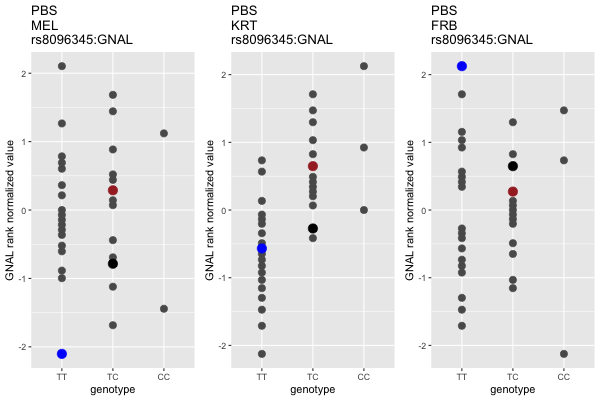 PBS
MEL
rs8096345:GNAL
GNAL rank normalized value
2
1
0
-1
-2
TT
TC
CC
genotype
PBS
KRT
rs8096345:GNAL
GNAL rank normalized value
2
1
0
-1
-2
TT
TC
CC
genotype
PBS
FRB
rs8096345:GNAL
GNAL rank normalized value
2
1
0
-1
-2
TT
TC
CC
genotype